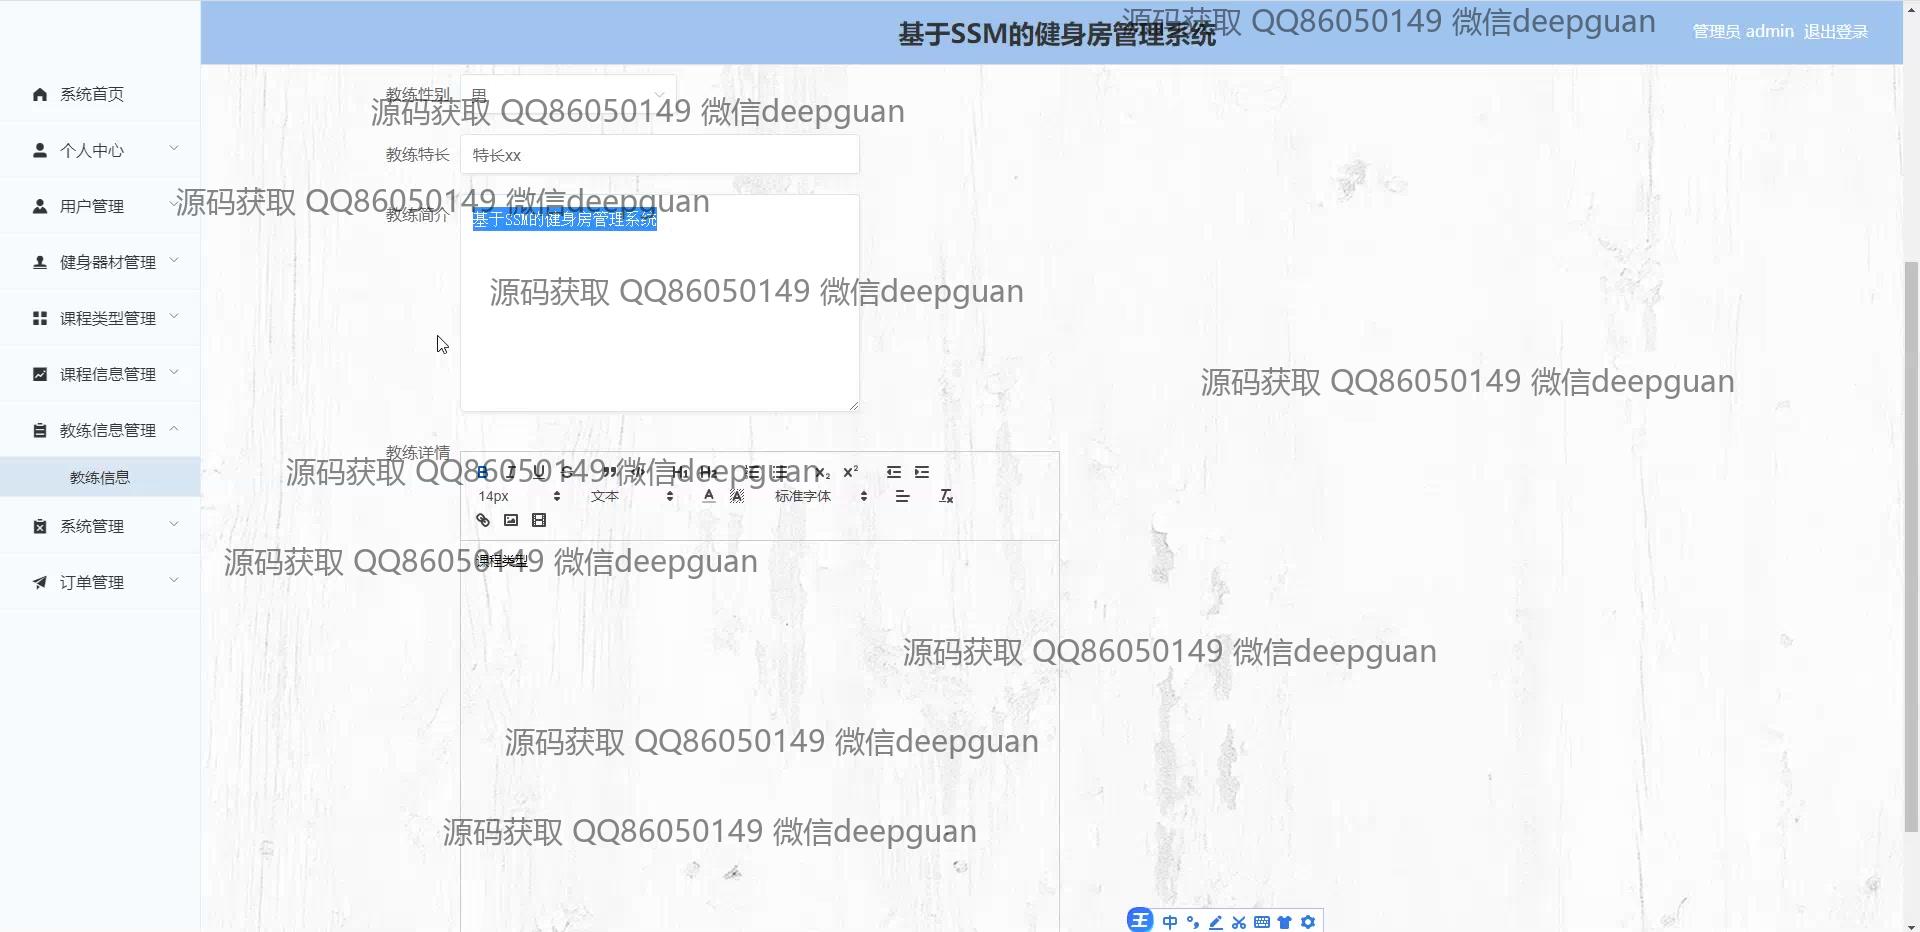 基于SSM的健身房管理系统
源码获取 QQ86050149 微信deepguan
管理员 admin 退出登录
系统首页
个人中心
用户管理
健身器材管理
课程类型管理
课程信息管理
教练信息管理
教练信息
系统管理
订单管理
教练性别 男
源码获取 QQ86050149 微信deepguan
教练特长 特长xx
源码获取 QQ86050149 微信deepguan
教练简介 基于SSM的健身房管理系统
源码获取 QQ86050149 微信deepguan
源码获取 QQ86050149 微信deepguan
教练详情
源码获取 QQ86050149 微信deepguan
B I U S H1 H2 X₂ X²
14px 文本 A A 标准字体 Tx
课程类型
源码获取 QQ86050149 微信deepguan
源码获取 QQ86050149 微信deepguan
源码获取 QQ86050149 微信deepguan
源码获取 QQ86050149 微信deepguan
王 中